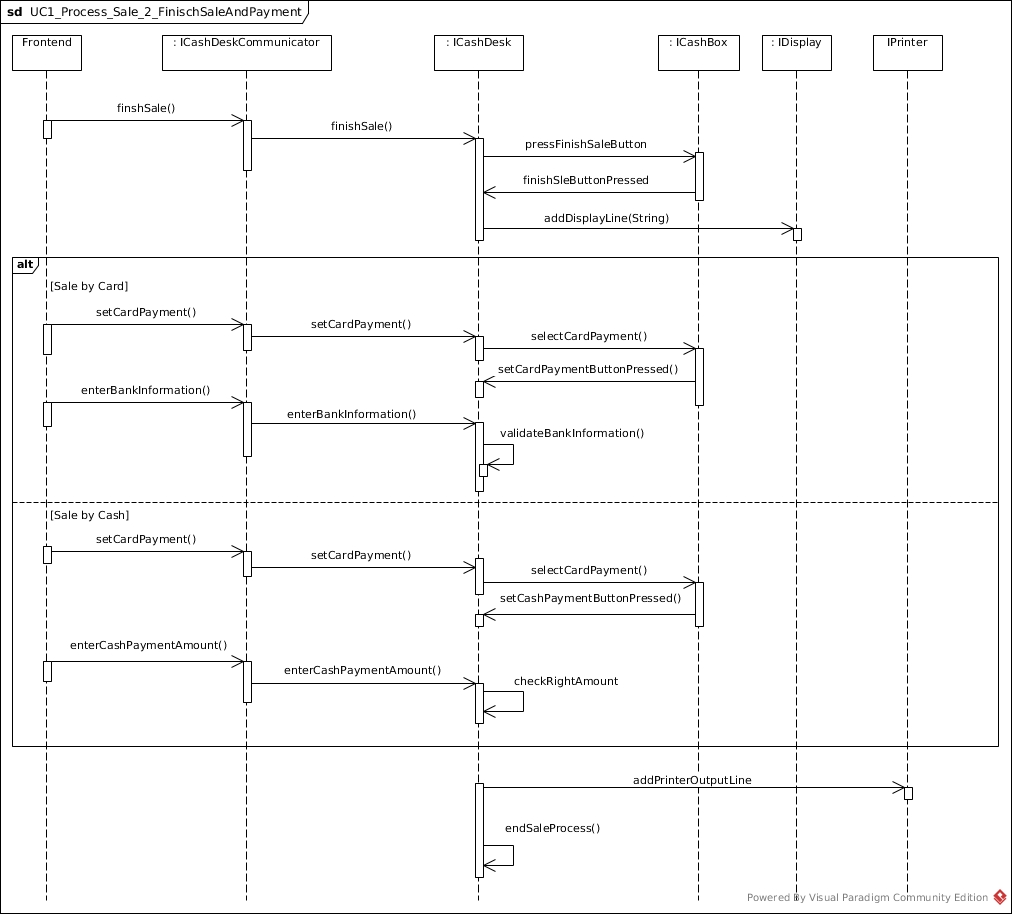 sd UC1_Process_Sale_2_FinischSaleAndPayment
Frontend
: ICashDeskCommunicator
: ICashDesk
: ICashBox
: IDisplay
IPrinter
finshSale()
finishSale()
pressFinishSaleButton
finishSleButtonPressed
addDisplayLine(String)
alt
[Sale by Card]
setCardPayment()
setCardPayment()
selectCardPayment()
setCardPaymentButtonPressed()
enterBankInformation()
enterBankInformation()
validateBankInformation()
[Sale by Cash]
setCardPayment()
setCardPayment()
selectCardPayment()
setCashPaymentButtonPressed()
enterCashPaymentAmount()
enterCashPaymentAmount()
checkRightAmount
addPrinterOutputLine
endSaleProcess()
Powered By Visual Paradigm Community Edition